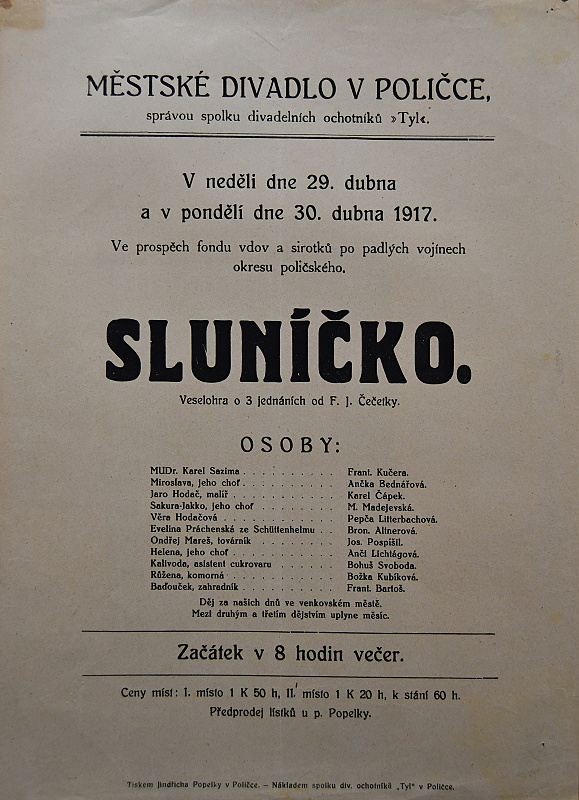 MĚSTSKÉ DIVADLO V POLIČCE,
správou spolku divadelních ochotníků »Tyl«.
V neděli dne 29. dubna
a v pondělí dne 30. dubna 1917.
Ve prospěch fondu vdov a sirotků po padlých vojínech
okresu poličského.
SLUNÍČKO.
Veselohra o 3 jednáních od F. J. Čečetky.
OSOBY:
MUDr. Karel Sazima . . . . . . . . . . Frant. Kučera.
Miroslava, jeho choť . . . . . . . . . . Ančka Bednářová.
Jaro Hodač, malíř . . . . . . . . . . Karel Čápek.
Sakura-Jakko, jeho choť . . . . . . . . . M. Madejevská.
Věra Hodačová . . . . . . . . . . Pepča Litterbachová.
Evelina Práchenská ze Schüttenhelmu . . Bron. Altnerová.
Ondřej Mareš, továrník . . . . . . . . . Jos. Pospíšil.
Helena, jeho choť . . . . . . . . . . Anči Lichtágová.
Kalivoda, asistent cukrovaru . . . . . . . Bohuš Svoboda.
Růžena, komorná . . . . . . . . . . Božka Kubíková.
Baďouček, zahradník . . . . . . . . . . Frant. Bartoš.
Děj za našich dnů ve venkovském městě.
Mezi druhým a třetím dějstvím uplyne měsíc.
Začátek v 8 hodin večer.
Ceny míst: I. místo 1 K 50 h, II. místo 1 K 20 h, k stání 60 h.
Předprodej lístků u p. Popelky.
Tiskem Jindřicha Popelky v Poličce. – Nákladem spolku div. ochotníků „Tyl“ v Poličce.